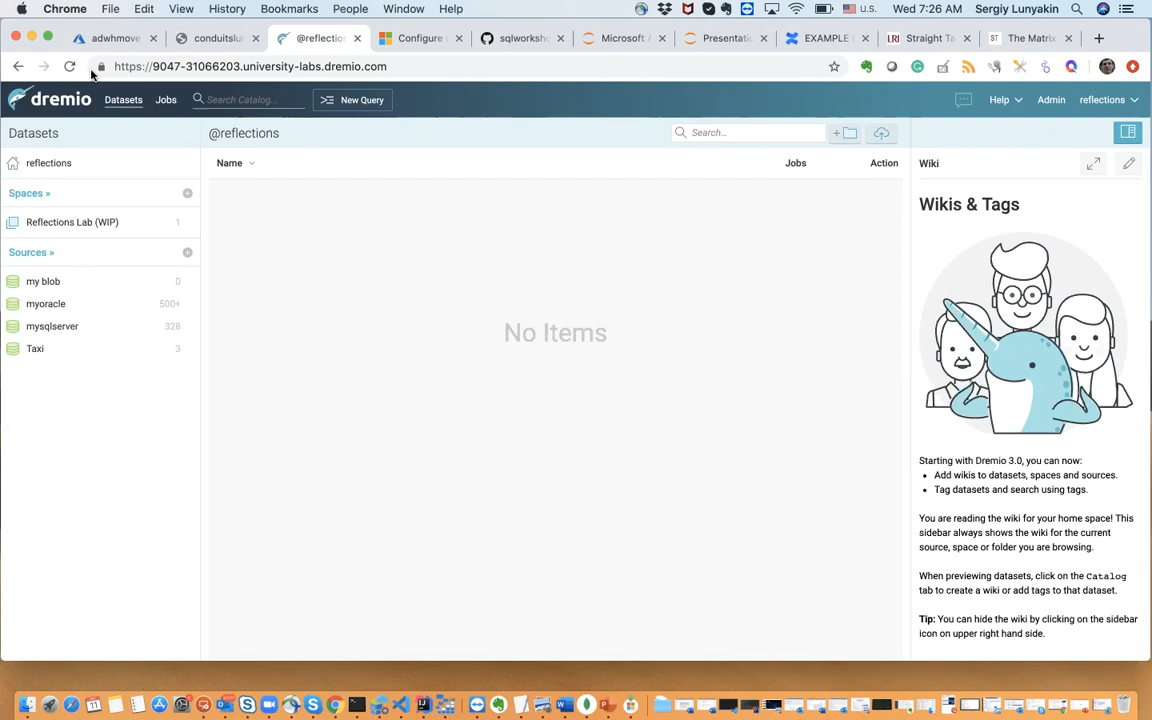 Chrome File Edit View History Bookmarks People Window Help
U.S. Wed 7:26 AM Sergiy Lunyakin
adwhmove
conduitslu
@reflection
Configure
sqlworksho
Microsoft A
Presentatio
EXAMPLE
Straight Ta
The Matrix
https://9047-31066203.university-labs.dremio.com
dremio Datasets Jobs Search Catalog... New Query Help Admin reflections
Datasets
@reflections
Search...
reflections
Name Jobs Action
Wiki
Spaces »
Reflections Lab (WIP) 1
Sources »
my blob 0
myoracle 500+
mysqlserver 328
Taxi 3
No Items
Wikis & Tags
Starting with Dremio 3.0, you can now:
• Add wikis to datasets, spaces and sources.
• Tag datasets and search using tags.
You are reading the wiki for your home space! This
sidebar always shows the wiki for the current
source, space or folder you are browsing.
When previewing datasets, click on the Catalog
tab to create a wiki or add tags to that dataset.
Tip: You can hide the wiki by clicking on the sidebar
icon on upper right hand side.